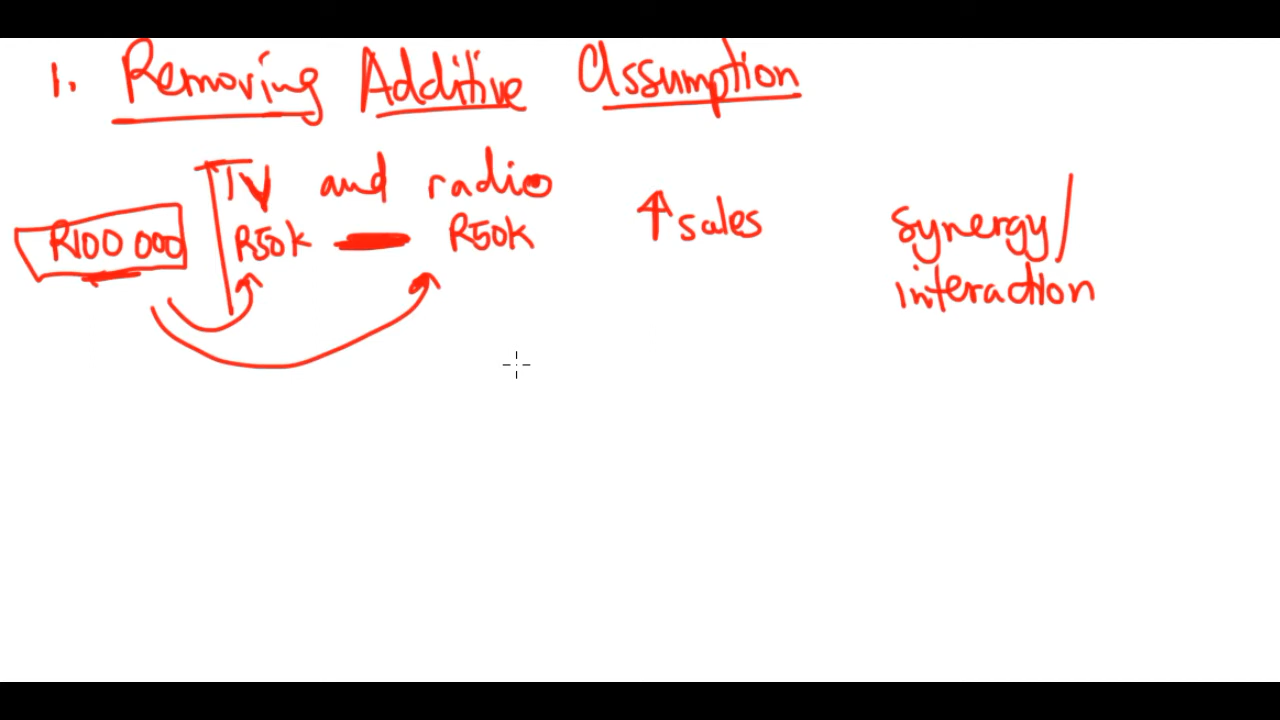 1. Removing Additive Assumption
TV and radio
R100 000 R50K R50K ↑ sales synergy/
interaction